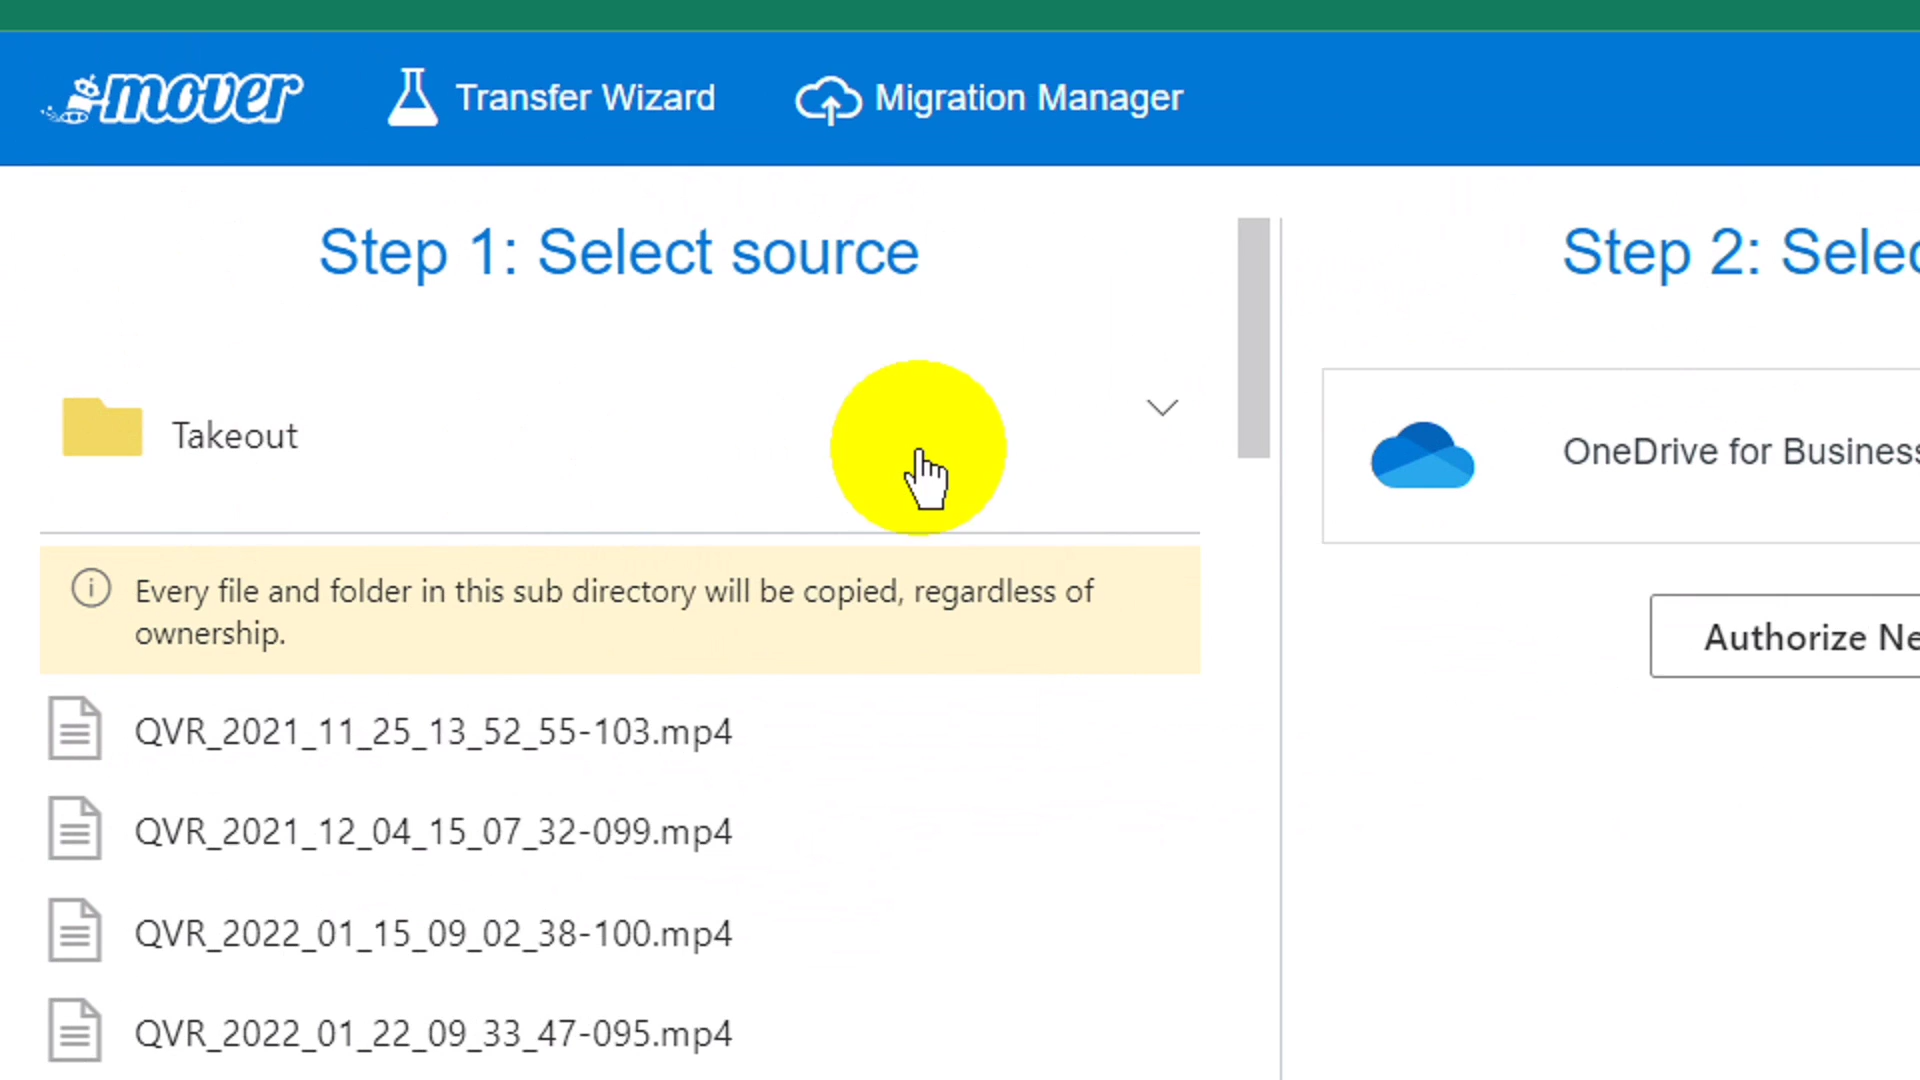 mover
Transfer Wizard
Migration Manager
Step 1: Select source
Takeout
Every file and folder in this sub directory will be copied, regardless of
ownership.
QVR_2021_11_25_13_52_55-103.mp4
QVR_2021_12_04_15_07_32-099.mp4
QVR_2022_01_15_09_02_38-100.mp4
QVR_2022_01_22_09_33_47-095.mp4
Step 2: Selec
OneDrive for Business
Authorize Ne